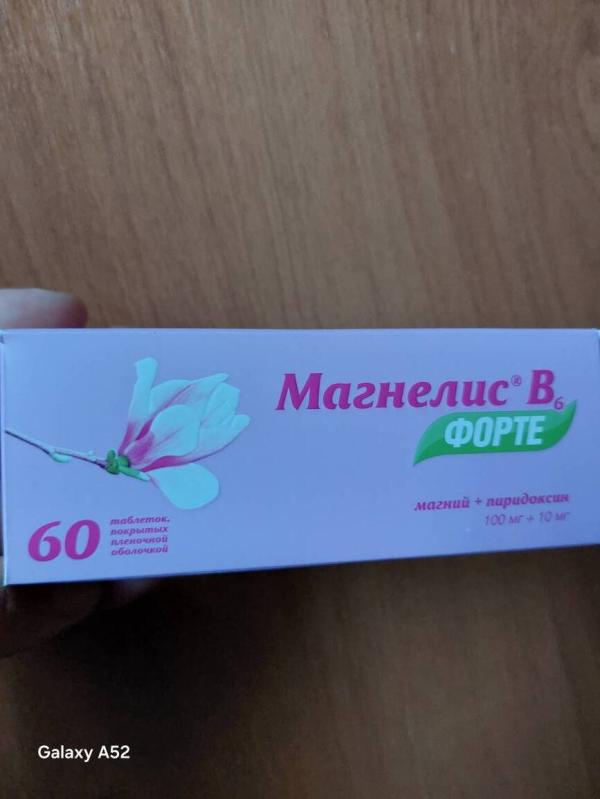 Магнелис® B₆
ФОРТЕ
магний + пиридоксин
100 мг + 10 мг
60
таблеток,
покрытых
пленочной
оболочкой
Galaxy A52